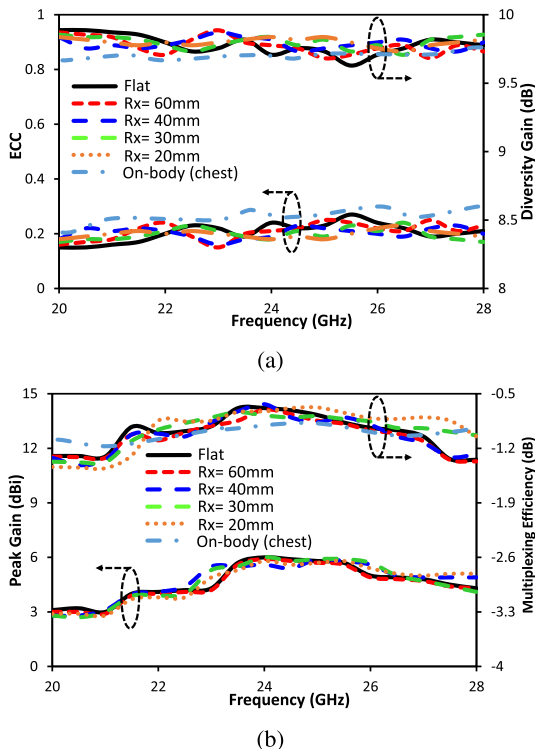 1
0.8
0.6
0.4
0.2
0
ECC
10
9.5
9
8.5
8
Diversity Gain (dB)
Flat
Rx= 60mm
Rx= 40mm
Rx= 30mm
Rx= 20mm
On-body (chest)
20 22 24 26 28
Frequency (GHz)
(a)
15
12
9
6
3
0
Peak Gain (dBi)
-0.5
-1.2
-1.9
-2.6
-3.3
-4
Multiplexing Efficiency (dB)
Flat
Rx= 60mm
Rx= 40mm
Rx= 30mm
Rx= 20mm
On-body (chest)
20 22 24 26 28
Frequency (GHz)
(b)